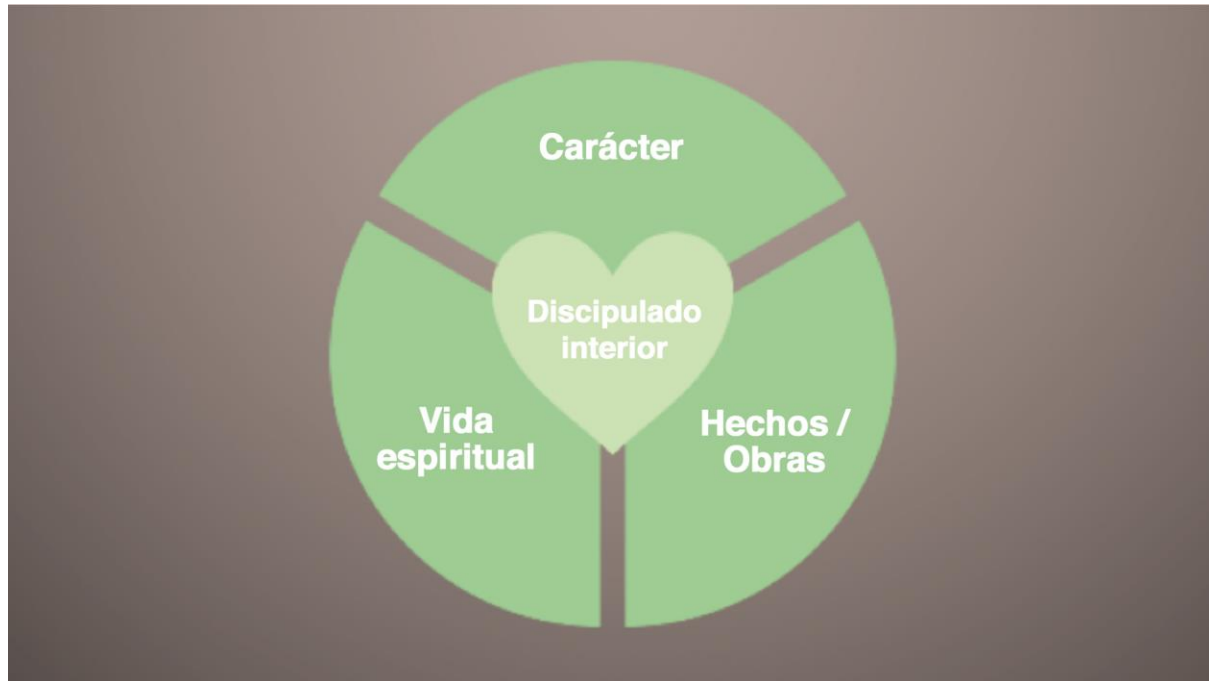 Carácter
Discipulado
interior
Vida
espiritual
Hechos /
Obras